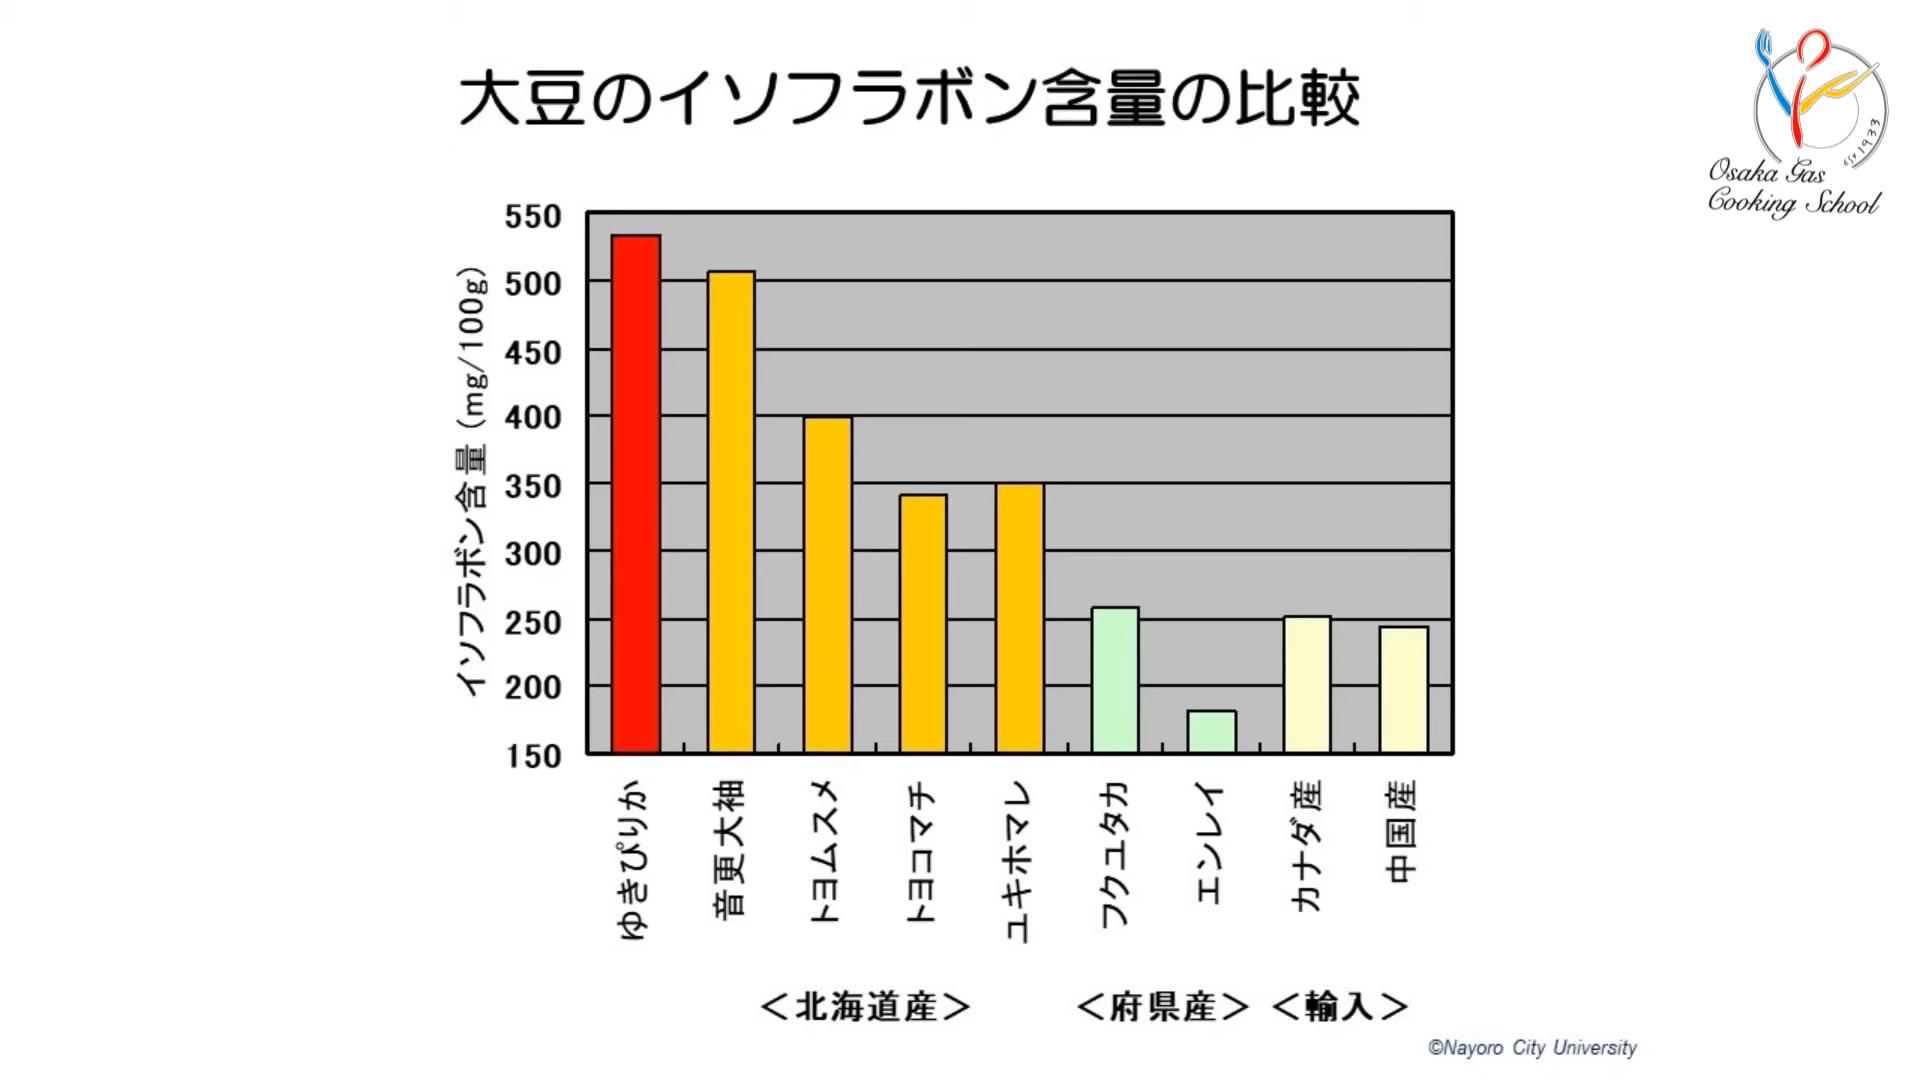 大豆のイソフラボン含量の比較
Est. 1933
Osaka Gas
Cooking School
イソフラボン含量（mg/100g）
550
500
450
400
350
300
250
200
150
ゆきぴりか
音更大袖
トヨムスメ
トヨコマチ
ユキホマレ
フクユタカ
エンレイ
カナダ産
中国産
＜北海道産＞
＜府県産＞
＜輸入＞
©Nayoro City University